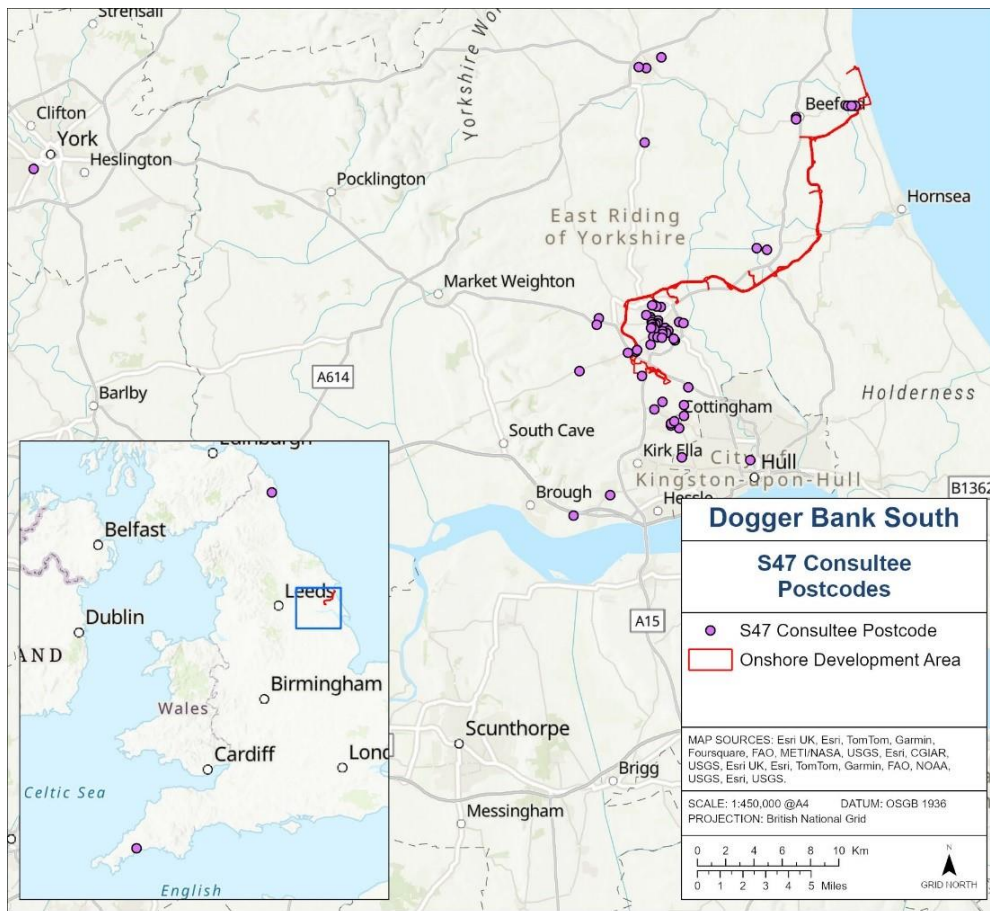 Strensall
Clifton
York
Heslington
Yorkshire Wo
Pocklington
Beef
Hornsea
East Riding
of Yorkshire
Market Weighton
A614
Barlby
Holderness
Cottingham
South Cave
Kirk Ella
City of
Kingston-upon-Hull
Hull
Brough
Hessle
B1362
A15
Scunthorpe
Brigg
Messingham
Edinburgh
Belfast
Leeds
Dublin
AND
Birmingham
Wales
Cardiff
Lond
Celtic Sea
English
Dogger Bank South
S47 Consultee
Postcodes
S47 Consultee Postcode
Onshore Development Area
MAP SOURCES: Esri UK, Esri, TomTom, Garmin,
Foursquare, FAO, METI/NASA, USGS, Esri, CGIAR,
USGS, Esri UK, Esri, TomTom, Garmin, FAO, NOAA,
USGS, Esri, USGS.
SCALE: 1:450,000 @A4 DATUM: OSGB 1936
PROJECTION: British National Grid
0 2 4 6 8 10 Km
0 1 2 3 4 5 Miles
N
GRID NORTH